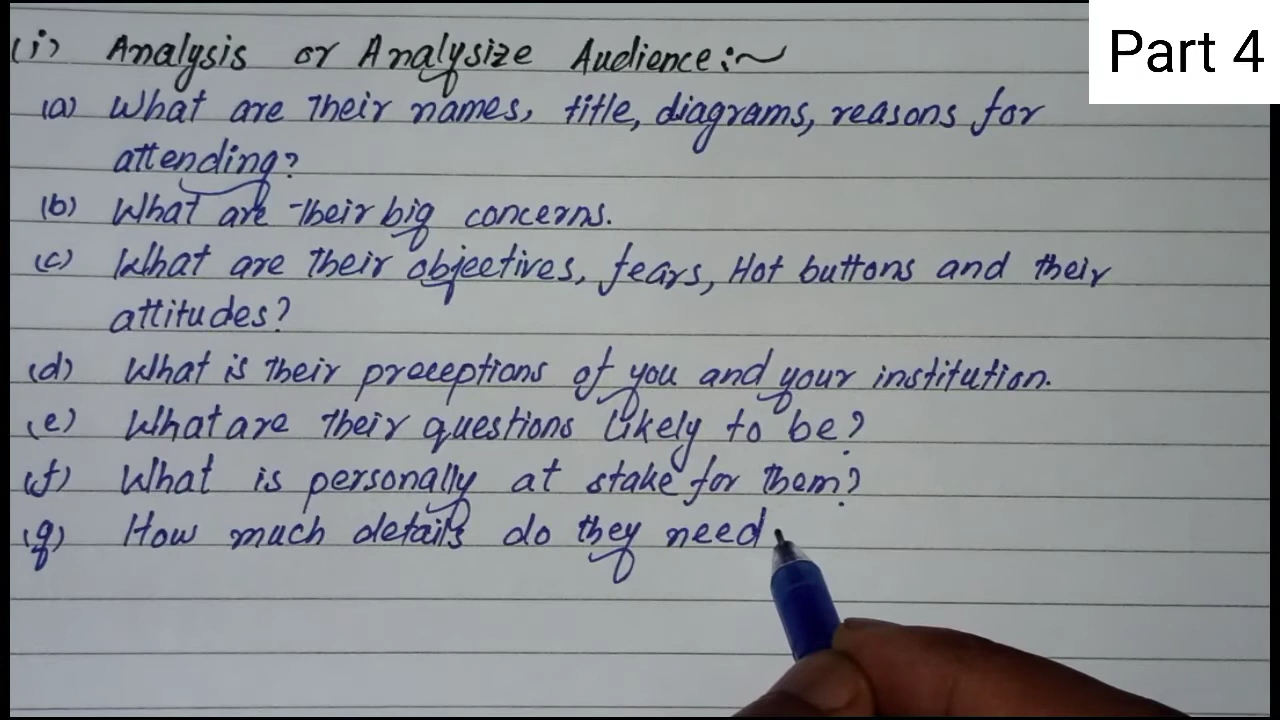 Part 4
(i) Analysis or Analysize Audience:~
(a) What are their names, title, diagrams, reasons for
attending?
(b) What are their big concerns.
(c) What are their objectives, fears, Hot buttons and their
attitudes?
(d) What is their preceptions of you and your institution.
(e) What are their questions likely to be?
(f) What is personally at stake for them?
(g) How much details do they need